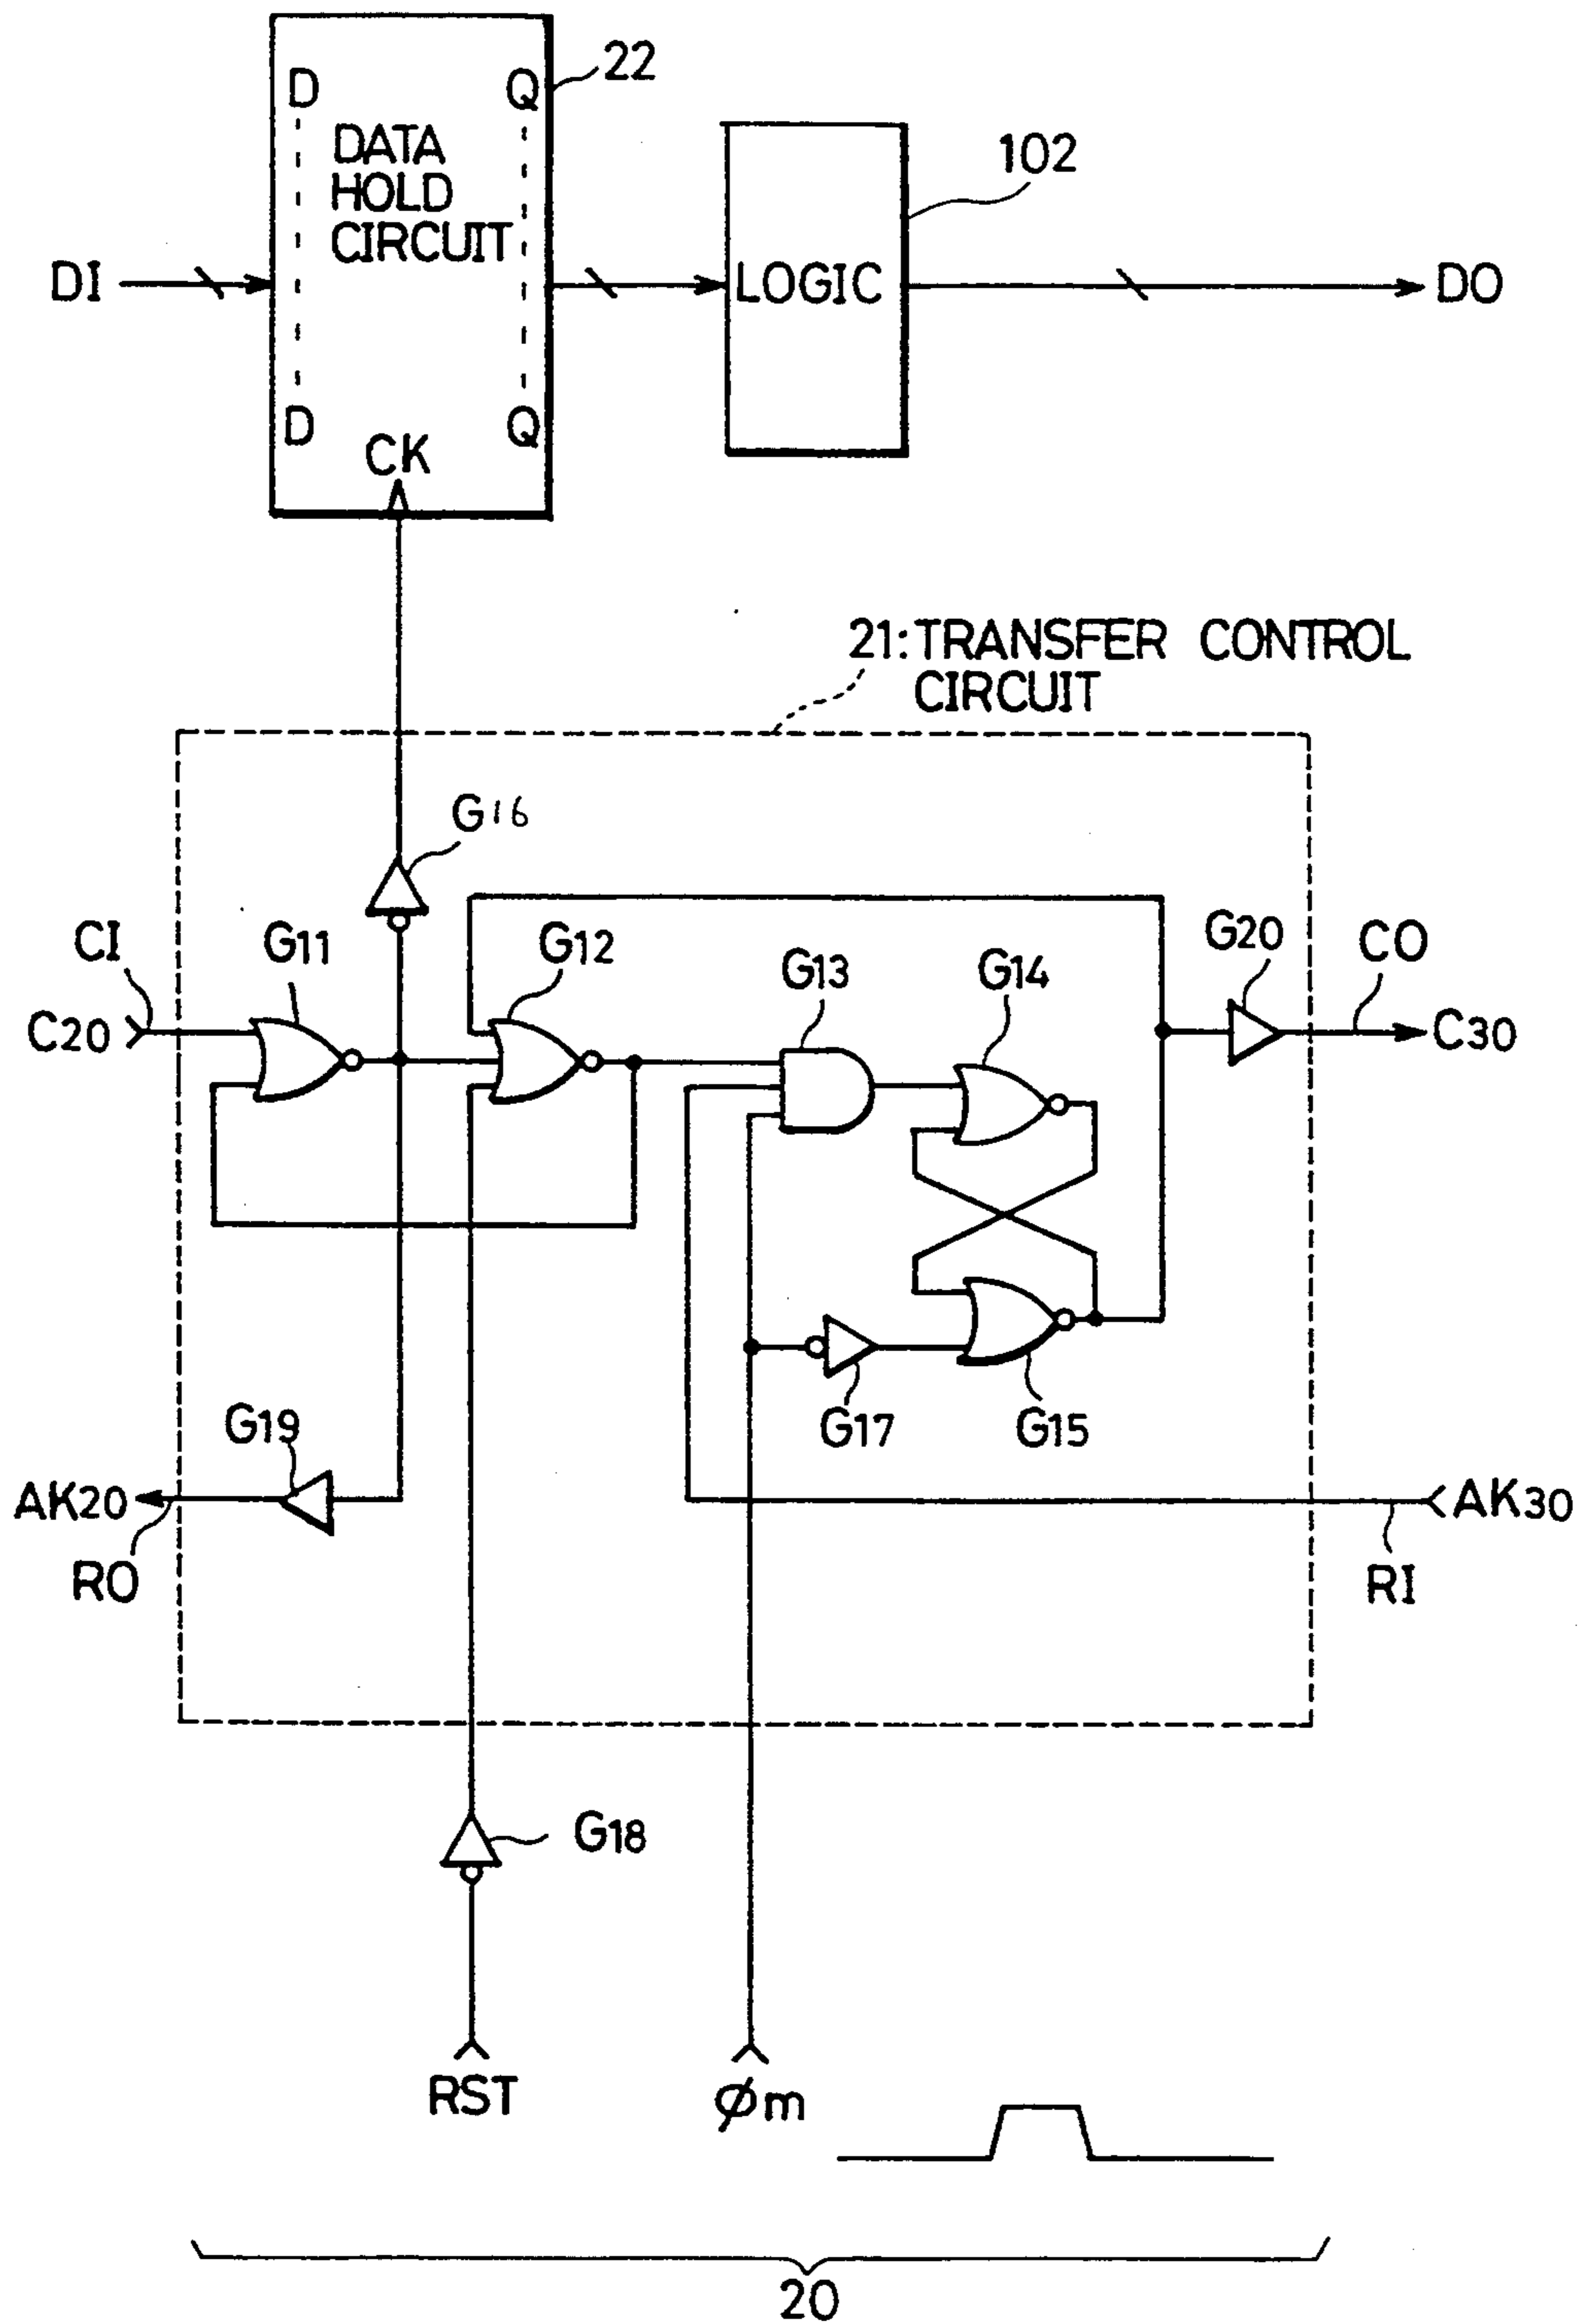 22
D
Q
DATA
HOLD
CIRCUIT
102
DI
LOGIC
DO
D
Q
CK
21:TRANSFER CONTROL
CIRCUIT
G16
CI
G11
G12
G13
G14
G20
CO
C20
C30
G17
G15
G19
AK20
AK30
RO
RI
G18
RST
φm
20